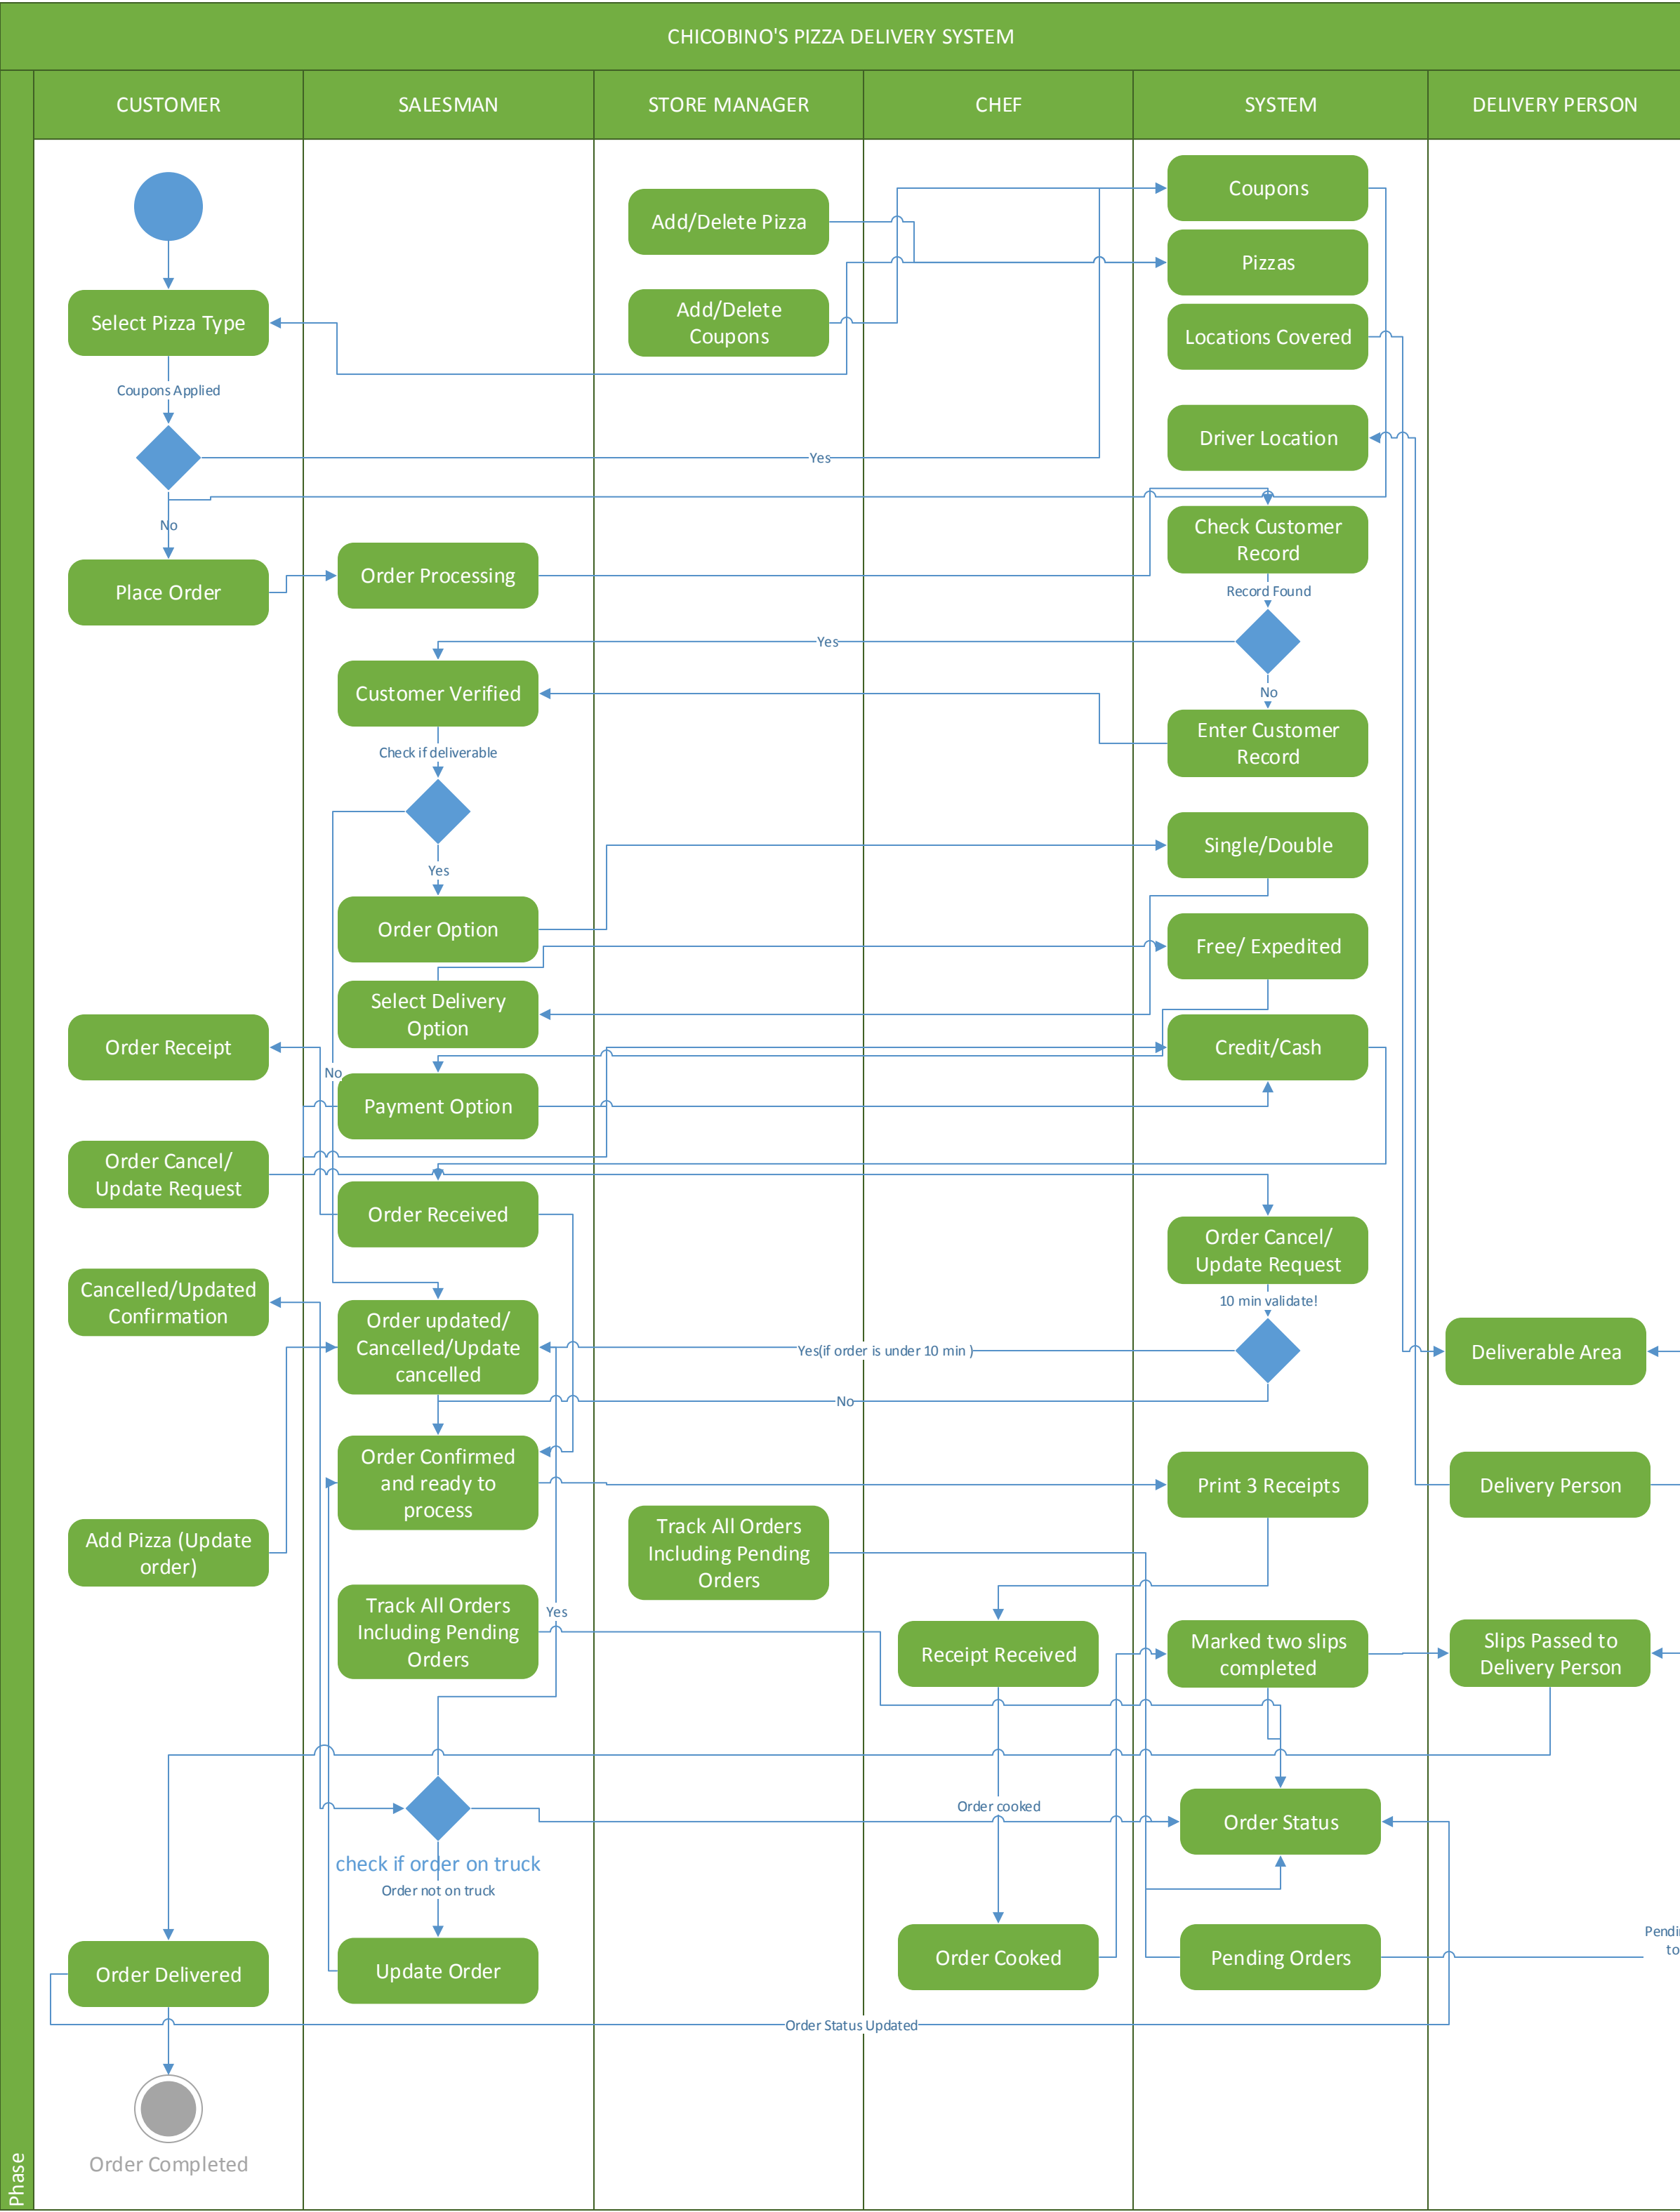 CHICOBINO'S PIZZA DELIVERY SYSTEM
CUSTOMER
SALESMAN
STORE MANAGER
CHEF
SYSTEM
DELIVERY PERSON
Coupons
Add/Delete Pizza
Pizzas
Select Pizza Type
Add/Delete
Coupons
Locations Covered
Coupons Applied
Driver Location
Yes
No
Check Customer
Record
Order Processing
Place Order
Record Found
Yes
Customer Verified
No
Enter Customer
Record
Check if deliverable
Single/Double
Yes
Order Option
Free/ Expedited
Select Delivery
Option
Order Receipt
Credit/Cash
No
Payment Option
Order Cancel/
Update Request
Order Received
Order Cancel/
Update Request
Cancelled/Updated
Confirmation
10 min validate!
Order updated/
Cancelled/Update
cancelled
Yes(if order is under 10 min )
Deliverable Area
No
Order Confirmed
and ready to
process
Print 3 Receipts
Delivery Person
Add Pizza (Update
order)
Track All Orders
Including Pending
Orders
Track All Orders
Including Pending
Orders
Yes
Receipt Received
Marked two slips
completed
Slips Passed to
Delivery Person
Order cooked
Order Status
check if order on truck
Order not on truck
Order Delivered
Update Order
Order Cooked
Pending Orders
Pendi
to
Order Status Updated
Order Completed
Phase